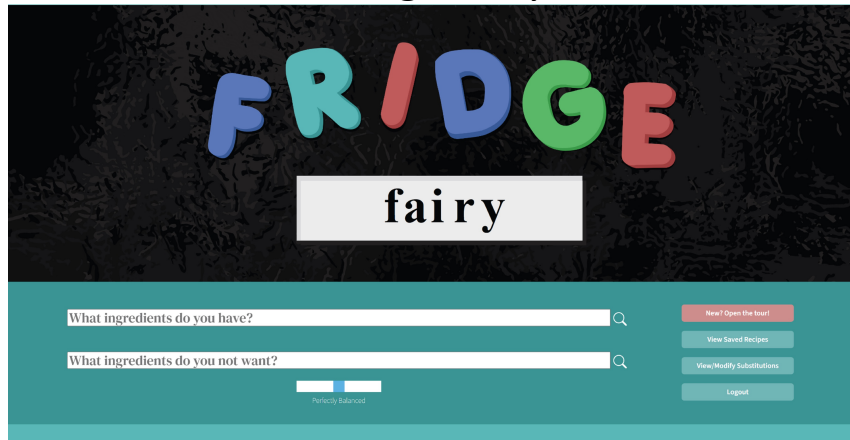 FRIDGE
fairy
What ingredients do you have?
What ingredients do you not want?
Perfectly Balanced
New? Open the tour!
View Saved Recipes
View/Modify Substitutions
Logout